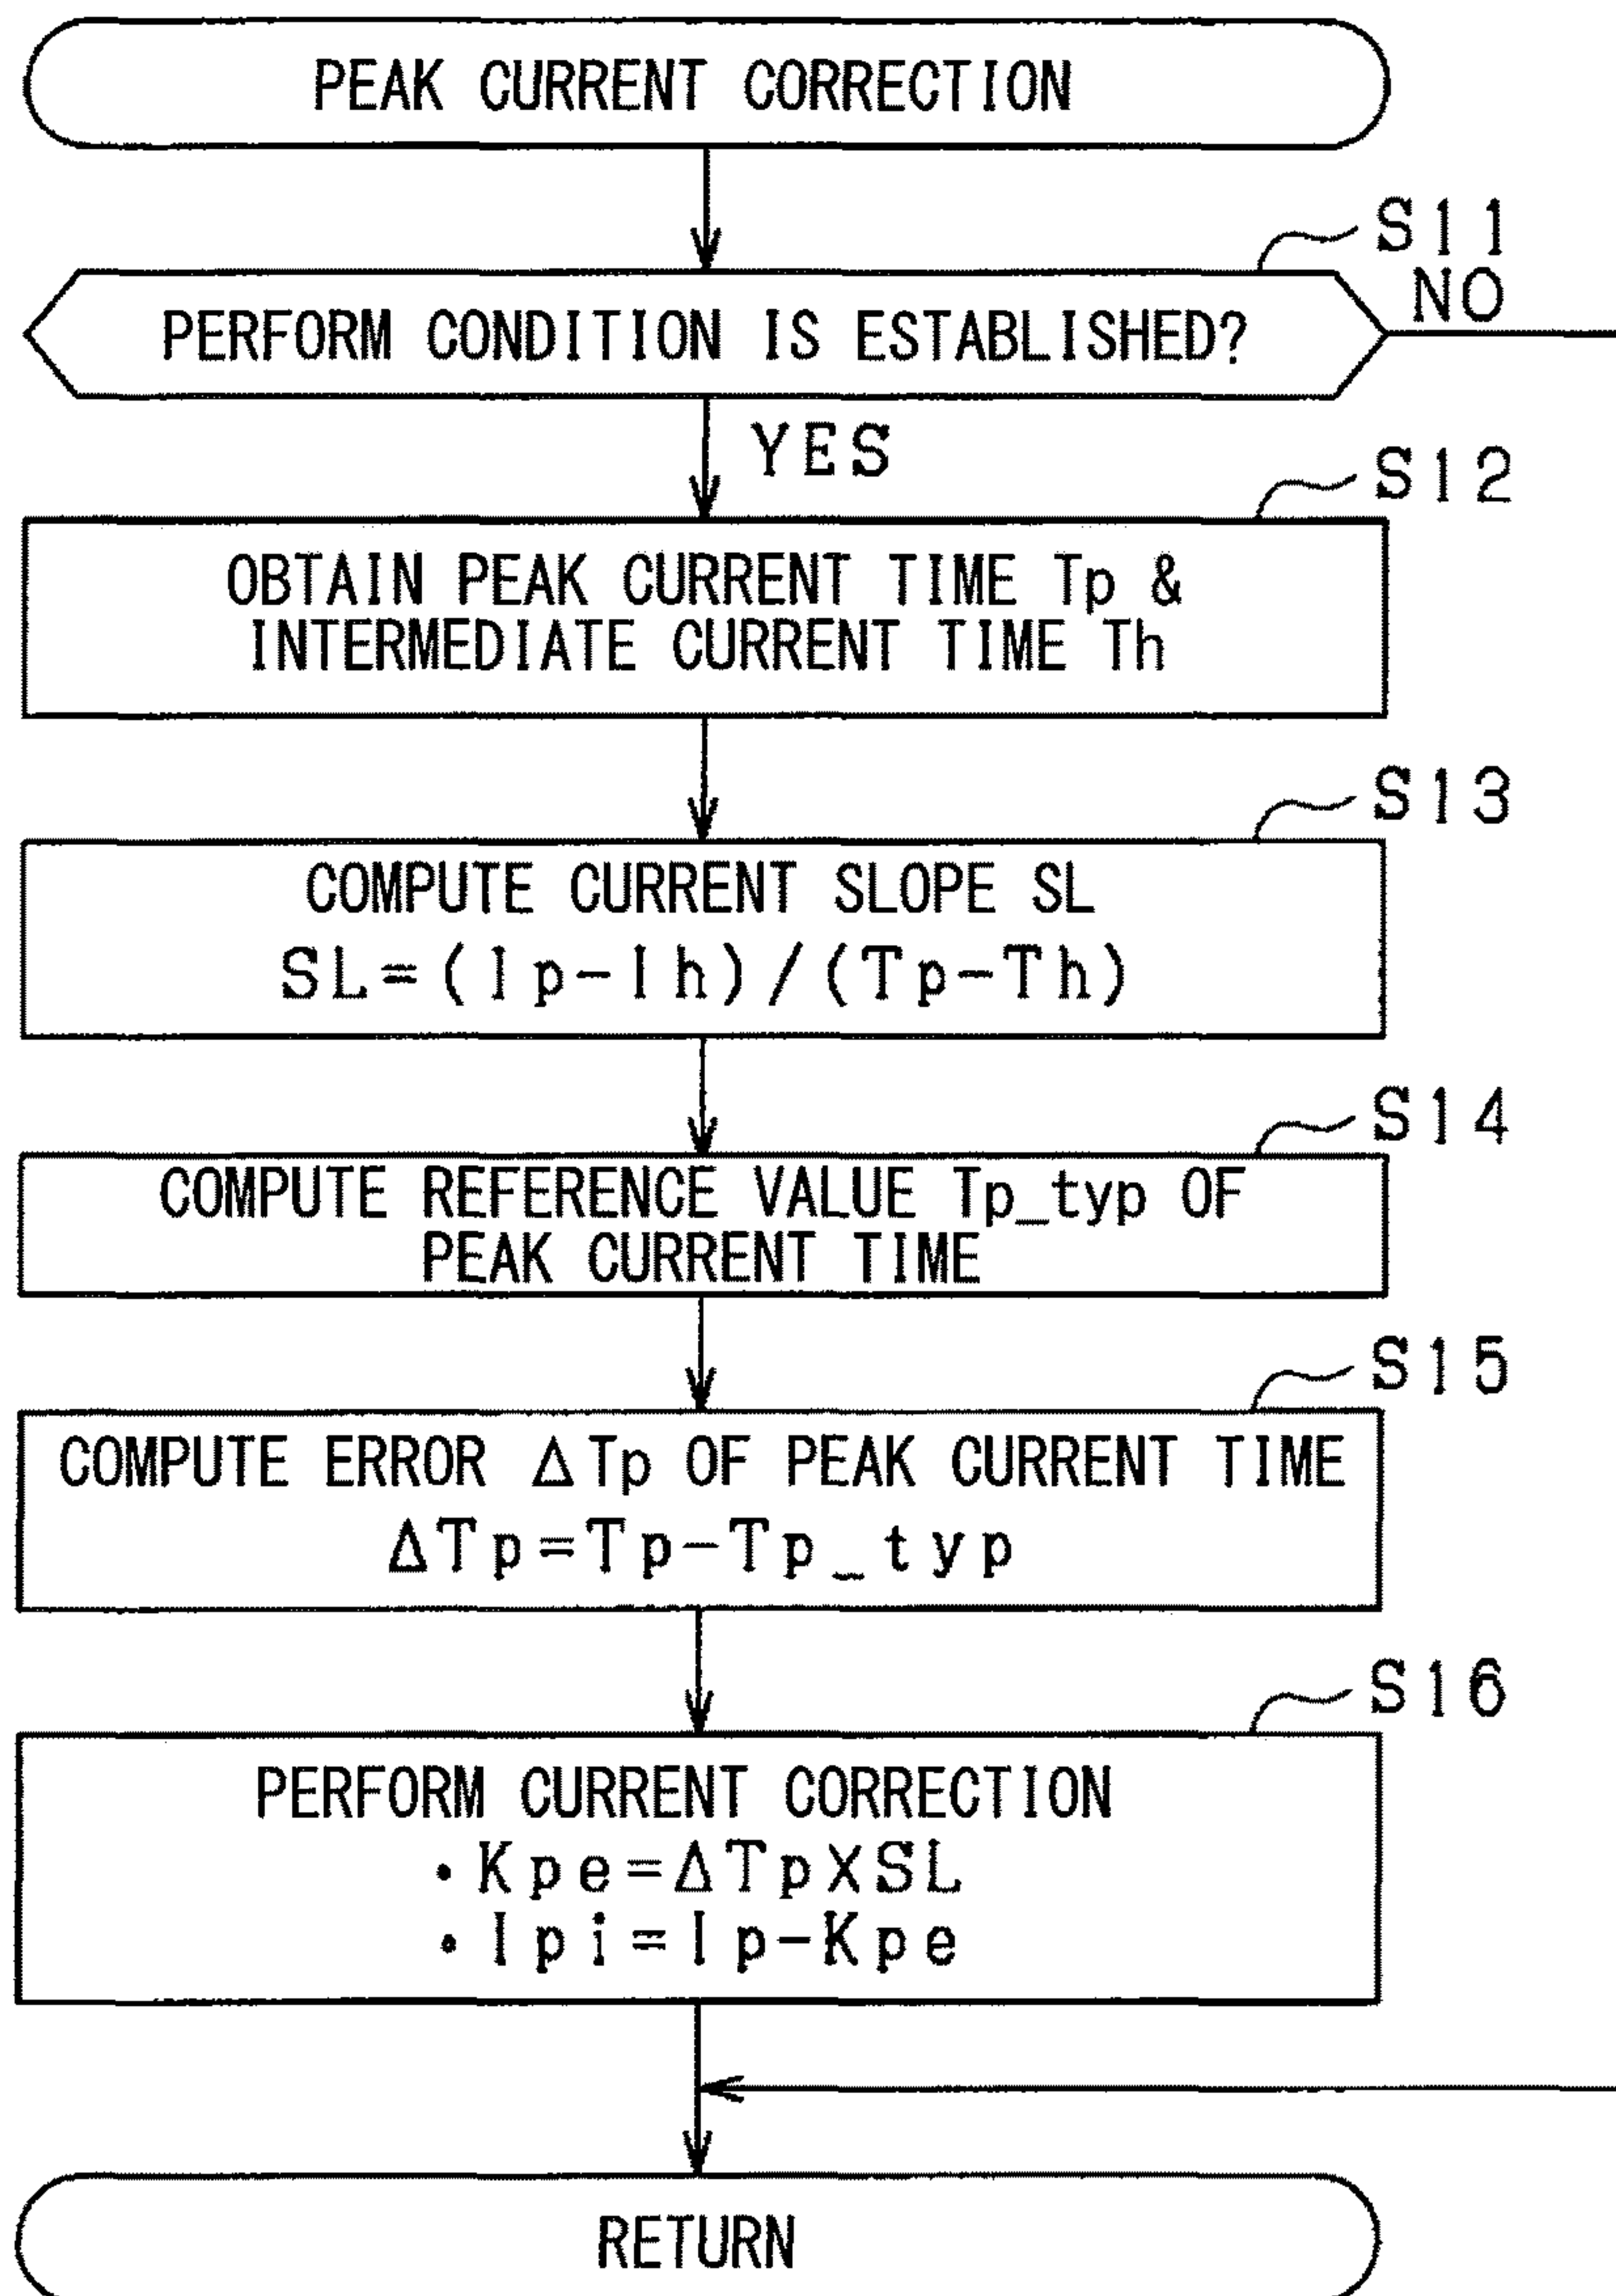 PEAK CURRENT CORRECTION
S11
PERFORM CONDITION IS ESTABLISHED?
NO
YES
S12
OBTAIN PEAK CURRENT TIME Tp &
INTERMEDIATE CURRENT TIME Th
S13
COMPUTE CURRENT SLOPE SL
SL=(Ip-Ih)/(Tp-Th)
S14
COMPUTE REFERENCE VALUE Tp_typ OF
PEAK CURRENT TIME
S15
COMPUTE ERROR ΔTp OF PEAK CURRENT TIME
ΔTp=Tp-Tp_typ
S16
PERFORM CURRENT CORRECTION
・Kpe=ΔTp×SL
・Ipi=Ip-Kpe
RETURN